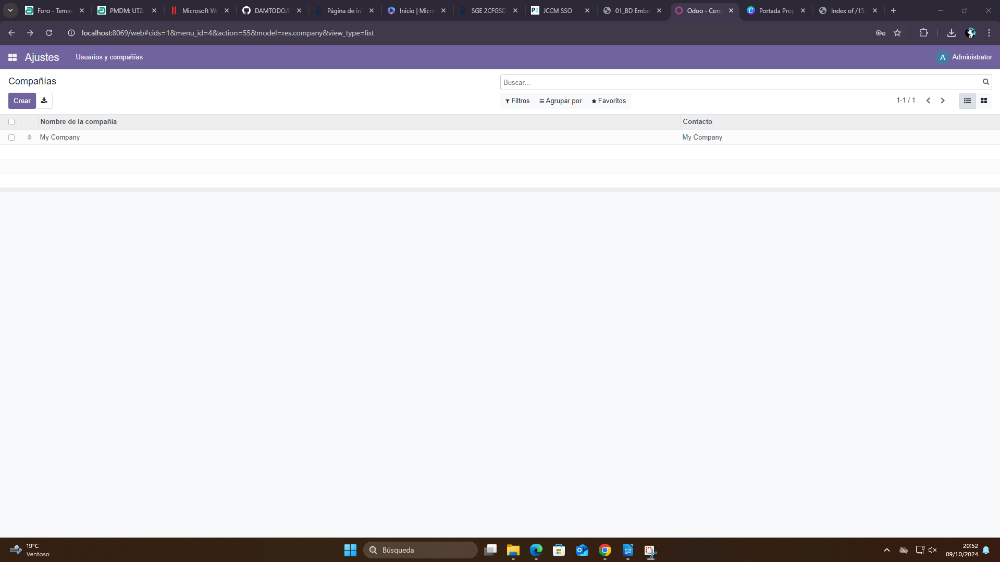 Foro - Temas
PMDM: UT2.
Microsoft Wo
DAMTODO/P
Página de ini
Inicio | Micro
SGE 2CFGSD
JCCM SSO
01_BD Embe
Odoo - Com
Portada Prop
Index of /15.
localhost:8069/web#cids=1&menu_id=4&action=55&model=res.company&view_type=list
Ajustes
Usuarios y compañías
A
Administrator
Compañías
Buscar...
Crear
Filtros
Agrupar por
Favoritos
1-1 / 1
Nombre de la compañía
Contacto
My Company
My Company
19°C
Ventoso
Búsqueda
20:52
09/10/2024